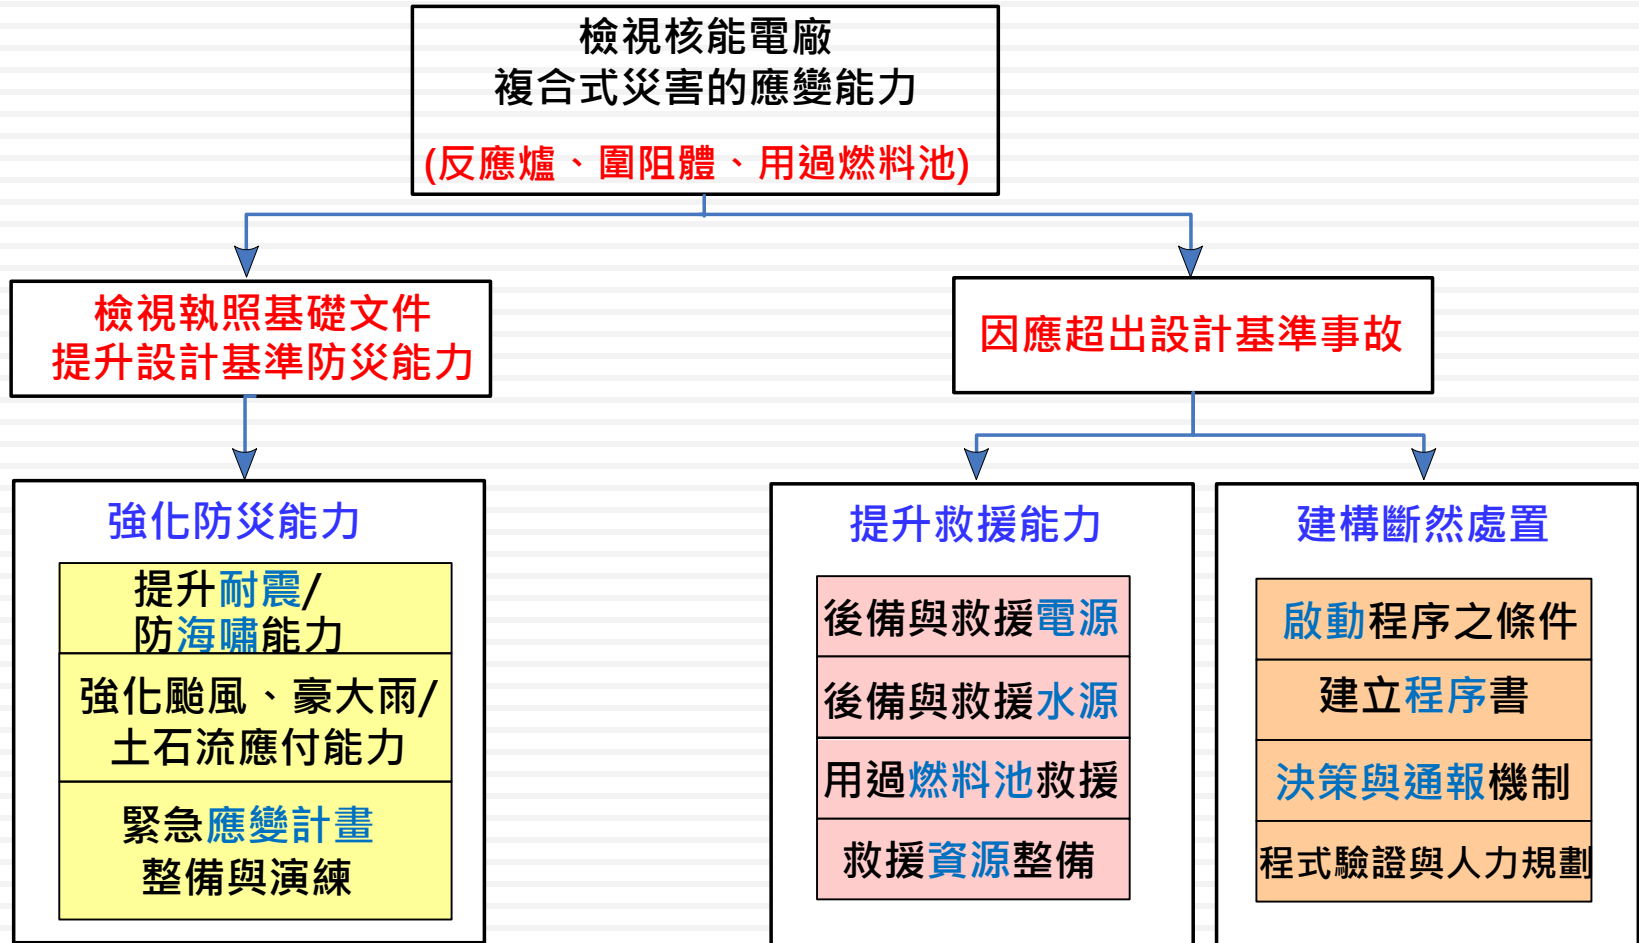 檢視核能電廠
複合式災害的應變能力
(反應爐、圍阻體、用過燃料池)
檢視執照基礎文件
提升設計基準防災能力
因應超出設計基準事故
強化防災能力
提升耐震/
防海嘯能力
強化颱風、豪大雨/
土石流應付能力
緊急應變計畫
整備與演練
提升救援能力
後備與救援電源
後備與救援水源
用過燃料池救援
救援資源整備
建構斷然處置
啟動程序之條件
建立程序書
決策與通報機制
程式驗證與人力規劃